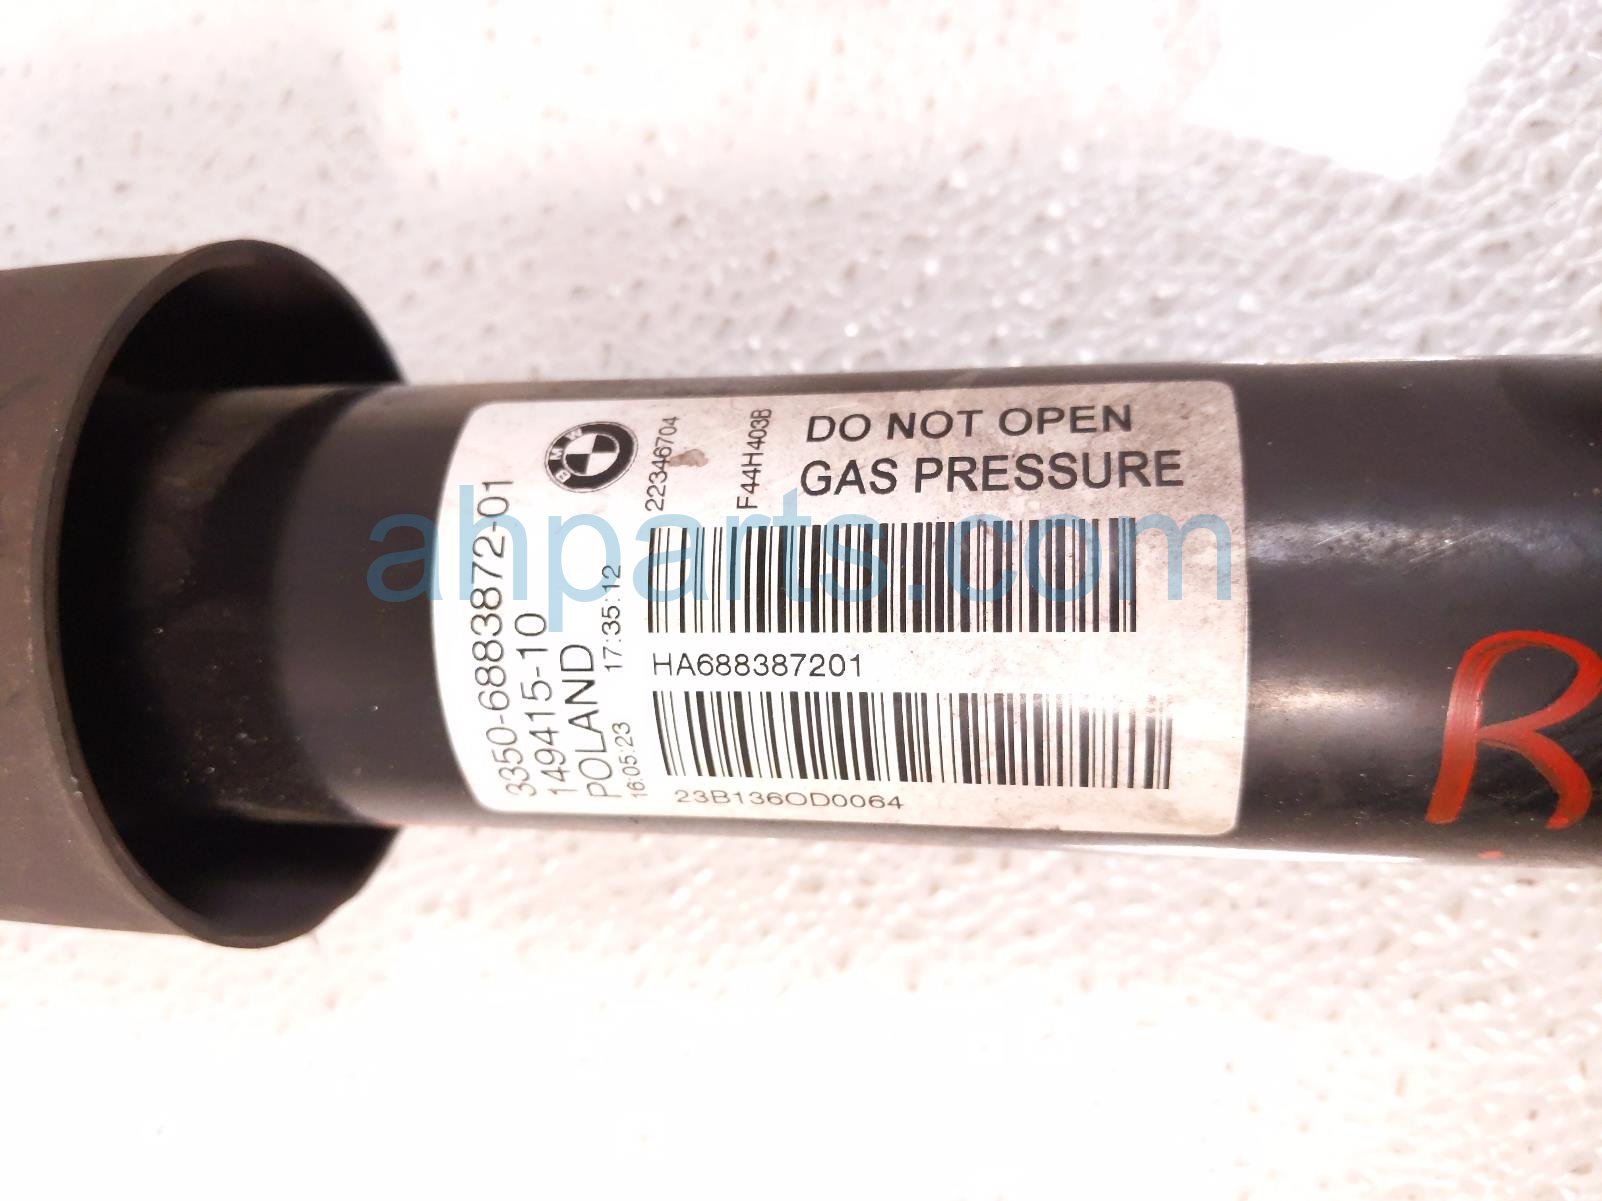 BMW
3350-6883872-01
149415-10
POLAND
16:05:23 17:35:12
22346704
F44H403B
DO NOT OPEN
GAS PRESSURE
HA688387201
23B136OD0064
R
ahparts.com